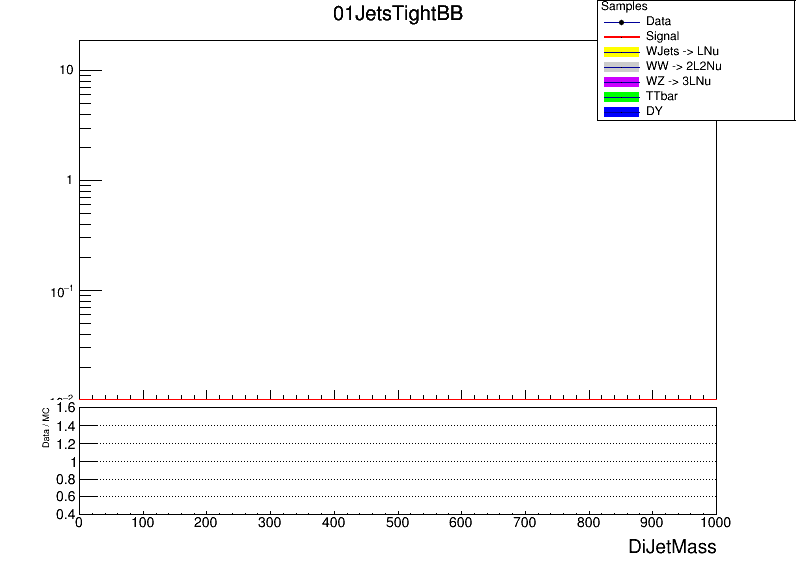 01JetsTightBB
Samples
Data
Signal
WJets -> LNu
WW -> 2L2Nu
WZ -> 3LNu
TTbar
DY
10
1
10⁻¹
Data / MC
1.6
1.4
1.2
1
0.8
0.6
0.4
0 100 200 300 400 500 600 700 800 900 1000
DiJetMass